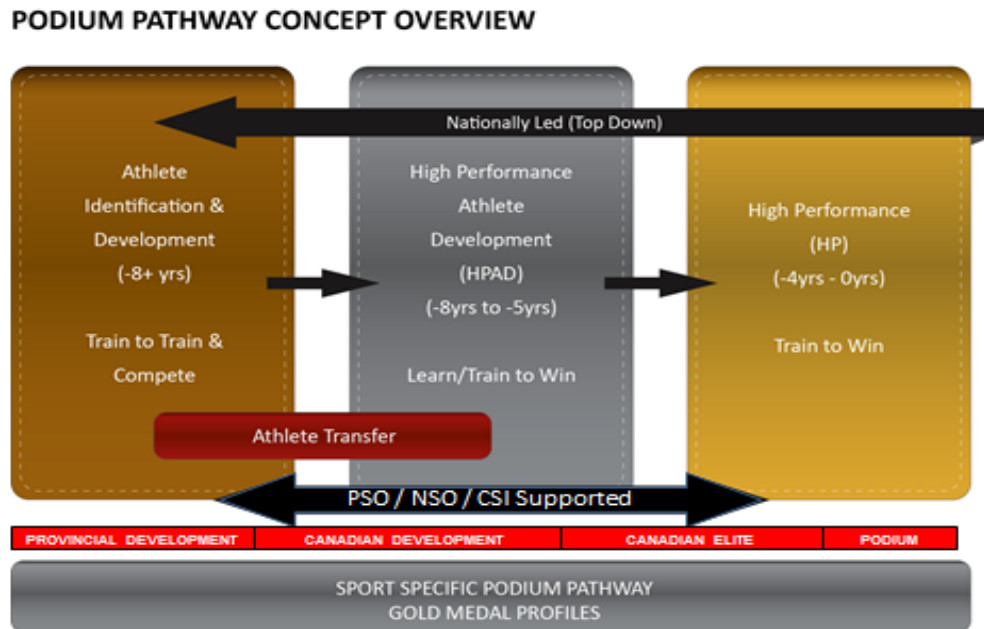 PODIUM PATHWAY CONCEPT OVERVIEW
Nationally Led (Top Down)
Athlete
Identification &
Development
(-8+ yrs)
Train to Train &
Compete
High Performance
Athlete
Development
(HPAD)
(-8yrs to -5yrs)
Learn/Train to Win
High Performance
(HP)
(-4yrs - 0yrs)
Train to Win
Athlete Transfer
PSO / NSO / CSI Supported
PROVINCIAL DEVELOPMENT
CANADIAN DEVELOPMENT
CANADIAN ELITE
PODIUM
SPORT SPECIFIC PODIUM PATHWAY
GOLD MEDAL PROFILES